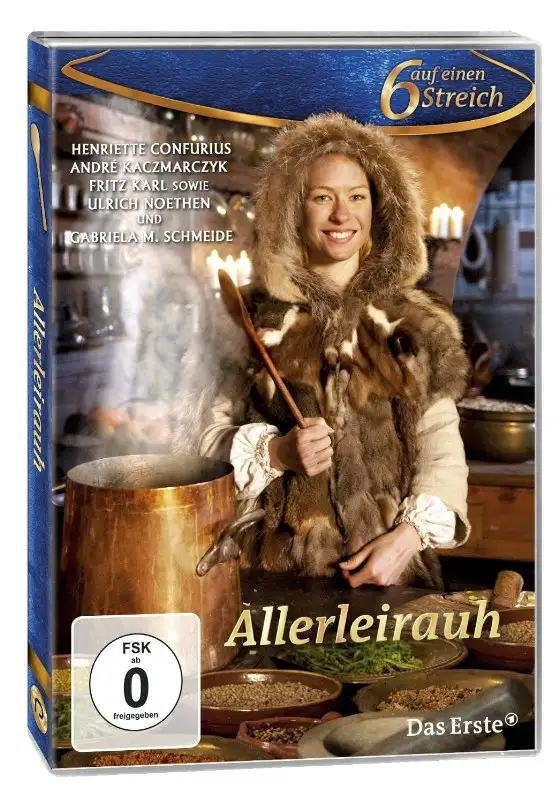 6 auf einen
Streich
HENRIETTE CONFURIUS
ANDRÉ KACZMARCZYK
FRITZ KARL SOWIE
ULRICH NOETHEN
UND
GABRIELA M. SCHMEIDE
Allerleirauh
Allerleirauh
FSK
ab
0
freigegeben
Das Erste